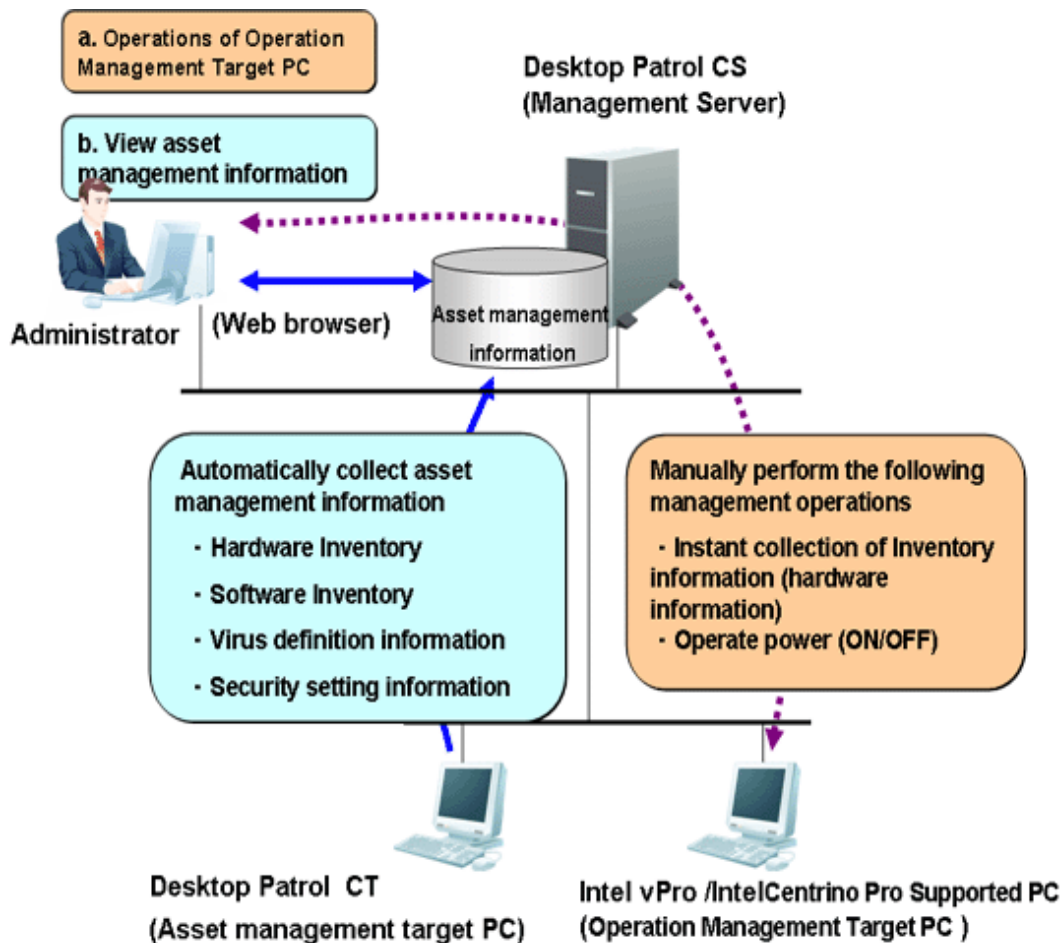 a. Operations of Operation
Management Target PC
b. View asset
management information
Desktop Patrol CS
(Management Server)
Administrator
(Web browser)
Asset management
information
Automatically collect asset
management information
- Hardware Inventory
- Software Inventory
- Virus definition information
- Security setting information
Manually perform the following
management operations
- Instant collection of Inventory
information (hardware
information)
- Operate power (ON/OFF)
Desktop Patrol CT
(Asset management target PC)
Intel vPro /IntelCentrino Pro Supported PC
(Operation Management Target PC )